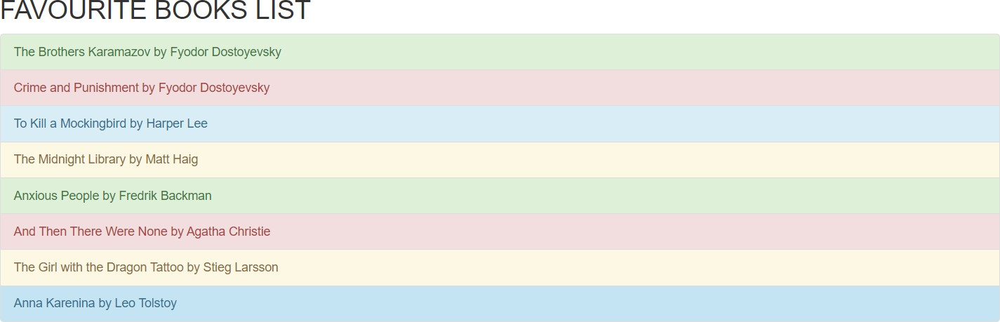 FAVOURITE BOOKS LIST
The Brothers Karamazov by Fyodor Dostoyevsky
Crime and Punishment by Fyodor Dostoyevsky
To Kill a Mockingbird by Harper Lee
The Midnight Library by Matt Haig
Anxious People by Fredrik Backman
And Then There Were None by Agatha Christie
The Girl with the Dragon Tattoo by Stieg Larsson
Anna Karenina by Leo Tolstoy